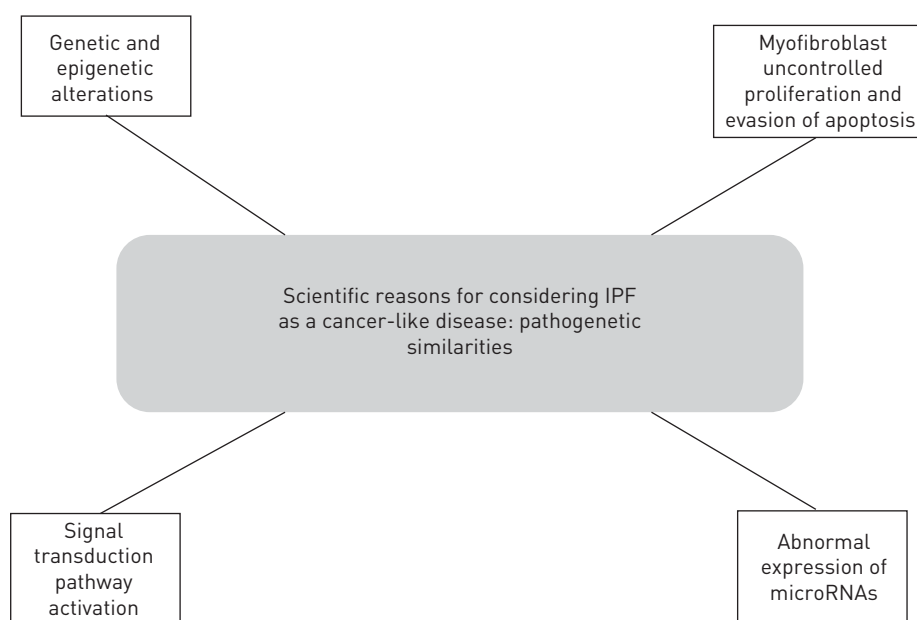 Genetic and
epigenetic
alterations
Myofibroblast
uncontrolled
proliferation and
evasion of apoptosis
Scientific reasons for considering IPF
as a cancer-like disease: pathogenetic
similarities
Signal
transduction
pathway
activation
Abnormal
expression of
microRNAs